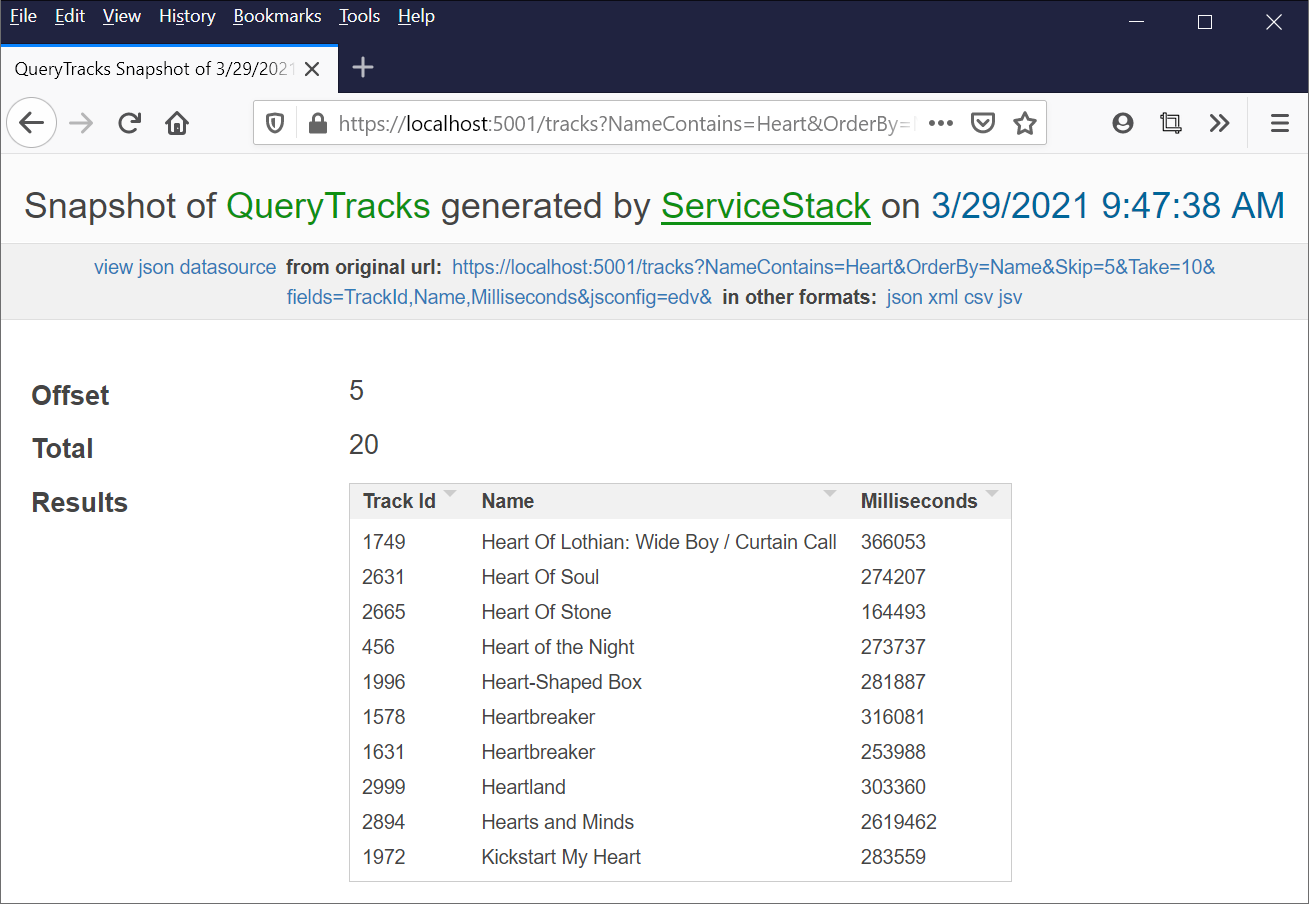 File Edit View History Bookmarks Tools Help
QueryTracks Snapshot of 3/29/2021
https://localhost:5001/tracks?NameContains=Heart&OrderBy=
Snapshot of QueryTracks generated by ServiceStack on 3/29/2021 9:47:38 AM
view json datasource from original url: https://localhost:5001/tracks?NameContains=Heart&OrderBy=Name&Skip=5&Take=10&
fields=TrackId,Name,Milliseconds&jsconfig=edv& in other formats: json xml csv jsv
Offset 5
Total 20
Results
Track Id Name Milliseconds
1749 Heart Of Lothian: Wide Boy / Curtain Call 366053
2631 Heart Of Soul 274207
2665 Heart Of Stone 164493
456 Heart of the Night 273737
1996 Heart-Shaped Box 281887
1578 Heartbreaker 316081
1631 Heartbreaker 253988
2999 Heartland 303360
2894 Hearts and Minds 2619462
1972 Kickstart My Heart 283559